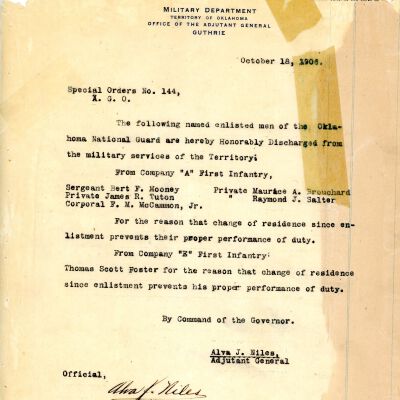 MILITARY DEPARTMENT
TERRITORY OF OKLAHOMA
OFFICE OF THE ADJUTANT GENERAL
GUTHRIE
October 18, 1906.
Special Orders No. 144,
X. G. O.
The following named enlisted men of the Okla-
homa National Guard are hereby Honorably Discharged from
the military services of the Territory;
From Company "A" First Infantry,
Sergeant Bert F. Mooney Private Maurice A. Brouchard
Private James R. Tuton " Raymond J. Salter
Corporal F. M. McCammon, Jr.
For the reason that change of residence since en-
listment prevents their proper performance of duty.
From Company "E" First Infantry:
Thomas Scott Foster for the reason that change of residence
since enlistment prevents his proper performance of duty.
By Command of the Governor.
Alva J. Niles,
Adjutant General
Official,
Alva J. Niles